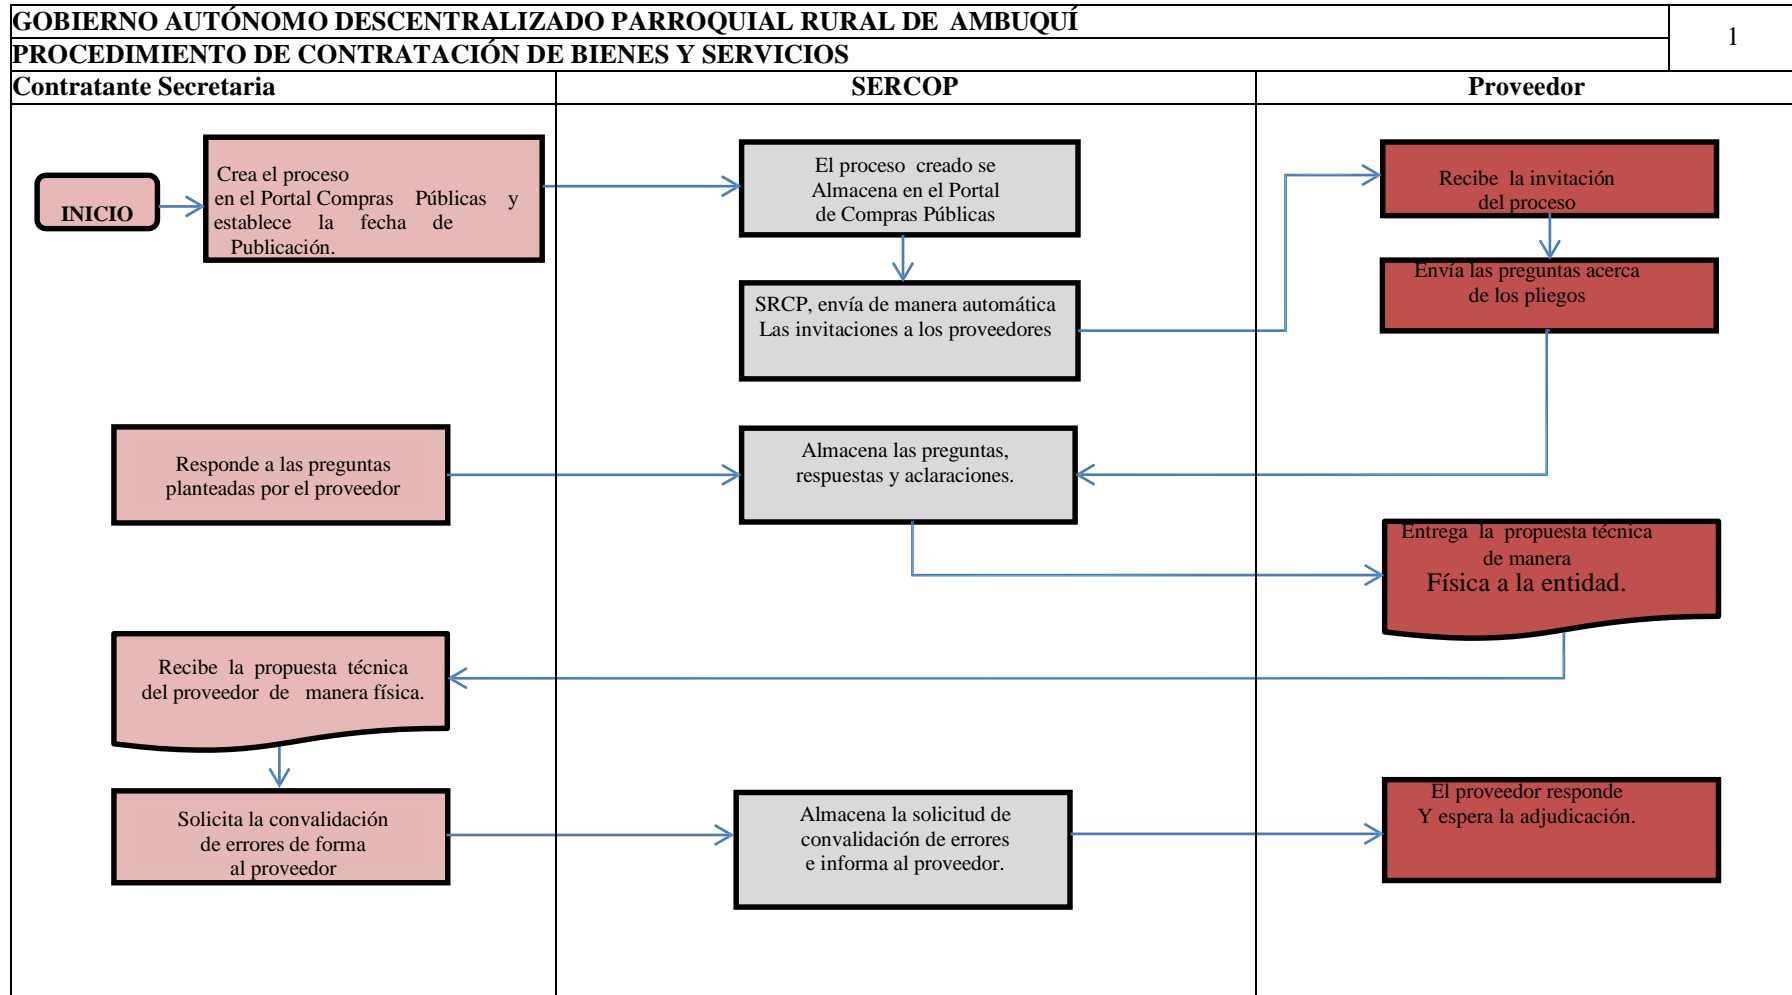 GOBIERNO AUTÓNOMO DESCENTRALIZADO PARROQUIAL RURAL DE AMBUQUÍ
1
PROCEDIMIENTO DE CONTRATACIÓN DE BIENES Y SERVICIOS
Contratante Secretaria
SERCOP
Proveedor
INICIO
Crea el proceso
en el Portal Compras Públicas y
establece la fecha de
Publicación.
El proceso creado se
Almacena en el Portal
de Compras Públicas
Recibe la invitación
del proceso
SRCP, envía de manera automática
Las invitaciones a los proveedores
Envía las preguntas acerca
de los pliegos
Responde a las preguntas
planteadas por el proveedor
Almacena las preguntas,
respuestas y aclaraciones.
Entrega la propuesta técnica
de manera
Física a la entidad.
Recibe la propuesta técnica
del proveedor de manera física.
Solicita la convalidación
de errores de forma
al proveedor
Almacena la solicitud de
convalidación de errores
e informa al proveedor.
El proveedor responde
Y espera la adjudicación.